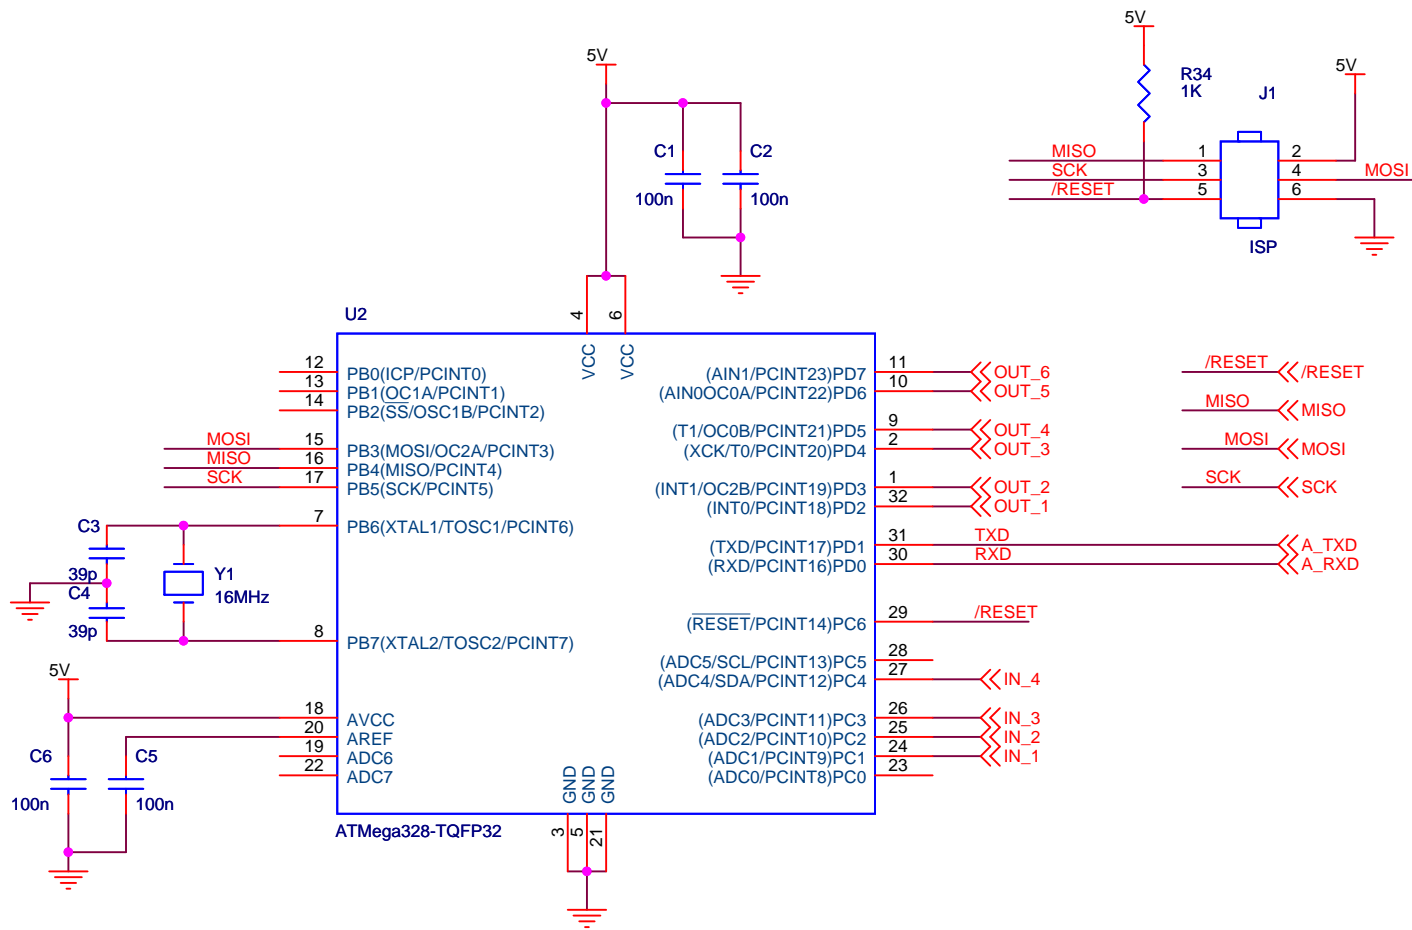 5V
5V
R34
1K
J1
5V
C1
C2
100n
100n
MISO
1
2
SCK
3
4
MOSI
/RESET
5
6
ISP
U2
4
6
VCC
VCC
12
PB0(ICP/PCINT0)
13
PB1(OC1A/PCINT1)
14
PB2(SS/OSC1B/PCINT2)
MOSI
15
PB3(MOSI/OC2A/PCINT3)
MISO
16
PB4(MISO/PCINT4)
SCK
17
PB5(SCK/PCINT5)
7
PB6(XTAL1/TOSC1/PCINT6)
C3
39p
C4
39p
Y1
16MHz
8
PB7(XTAL2/TOSC2/PCINT7)
5V
18
AVCC
20
AREF
19
ADC6
22
ADC7
C6
100n
C5
100n
(AIN1/PCINT23)PD7
11
OUT_6
(AIN0OC0A/PCINT22)PD6
10
OUT_5
(T1/OC0B/PCINT21)PD5
9
OUT_4
(XCK/T0/PCINT20)PD4
2
OUT_3
(INT1/OC2B/PCINT19)PD3
1
OUT_2
(INT0/PCINT18)PD2
32
OUT_1
(TXD/PCINT17)PD1
31
TXD
A_TXD
(RXD/PCINT16)PD0
30
RXD
A_RXD
(RESET/PCINT14)PC6
29
/RESET
(ADC5/SCL/PCINT13)PC5
28
(ADC4/SDA/PCINT12)PC4
27
IN_4
(ADC3/PCINT11)PC3
26
IN_3
(ADC2/PCINT10)PC2
25
IN_2
(ADC1/PCINT9)PC1
24
IN_1
(ADC0/PCINT8)PC0
23
/RESET
/RESET
MISO
MISO
MOSI
MOSI
SCK
SCK
GND
GND
GND
3
5
21
ATMega328-TQFP32